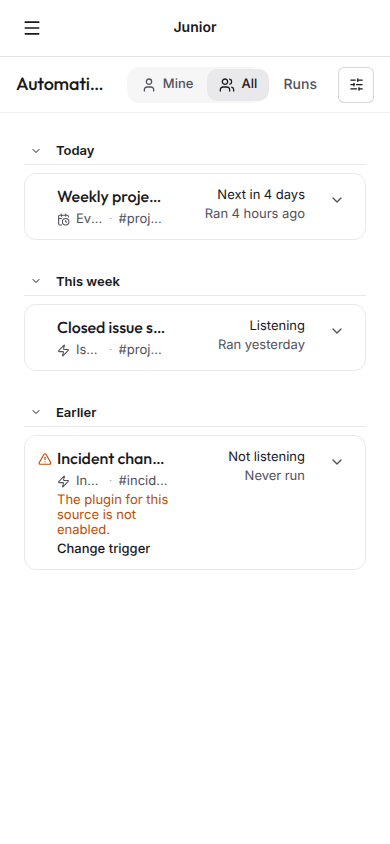 Junior
Automati...
Mine
All
Runs
Today
Weekly proje...
Next in 4 days
Ev... · #proj...
Ran 4 hours ago
This week
Closed issue s...
Listening
Is... · #proj...
Ran yesterday
Earlier
Incident chan...
Not listening
In... · #incid...
Never run
The plugin for this
source is not
enabled.
Change trigger